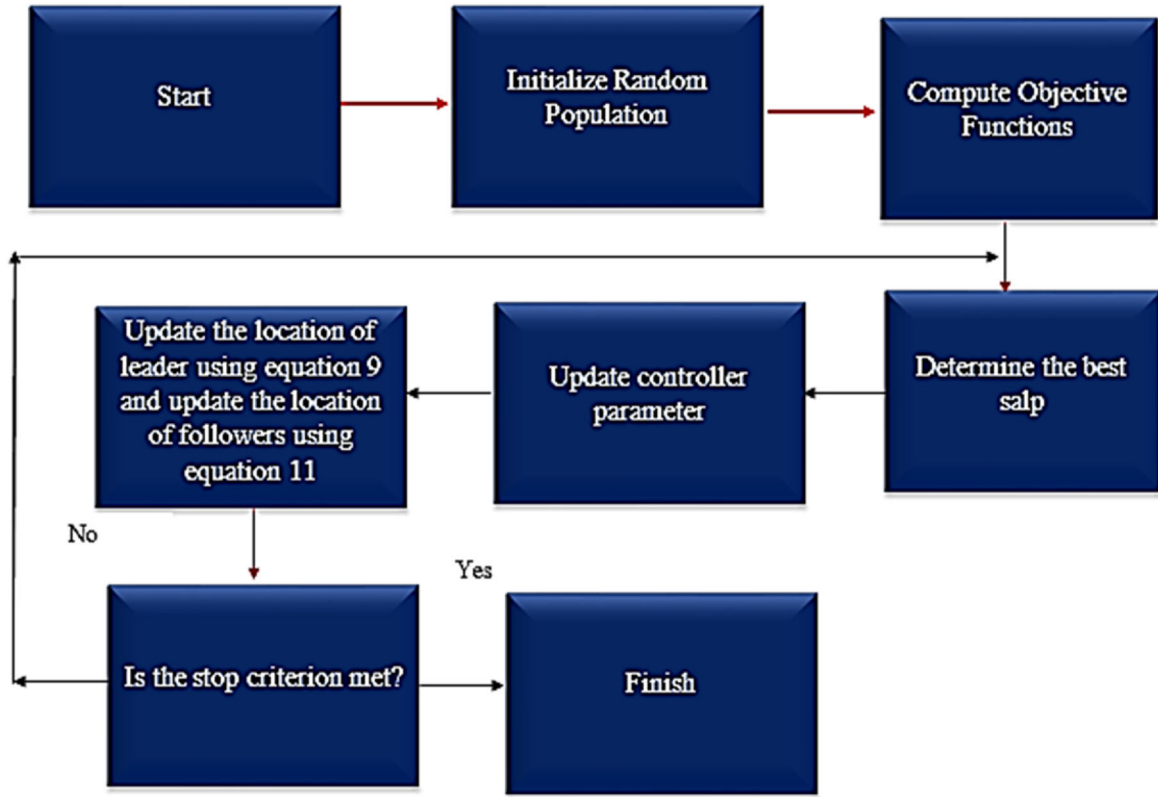 Start
Initialize Random
Population
Compute Objective
Functions
Determine the best
salp
Update controller
parameter
Update the location of
leader using equation 9
and update the location
of followers using
equation 11
No
Yes
Is the stop criterion met?
Finish